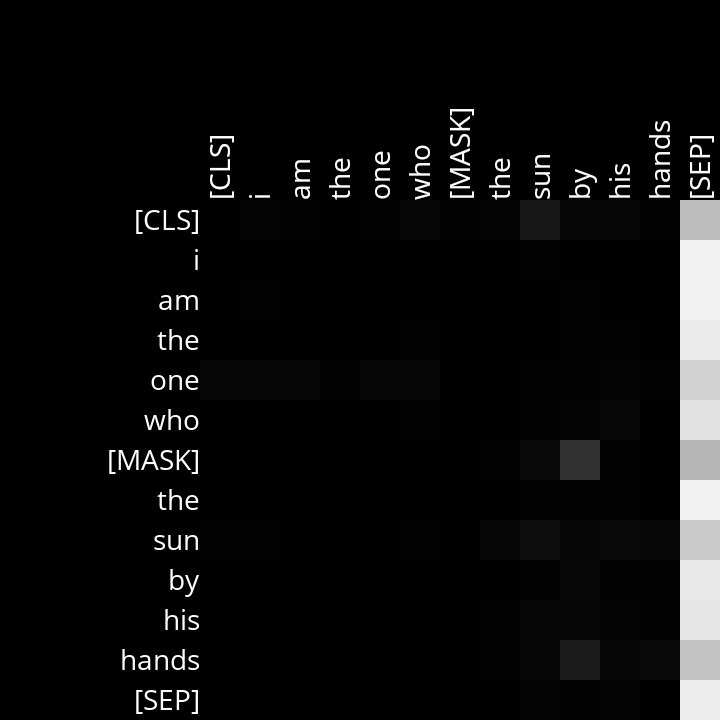 [CLS] i am the one who [MASK] the sun by his hands [SEP]
[CLS]
i
am
the
one
who
[MASK]
the
sun
by
his
hands
[SEP]